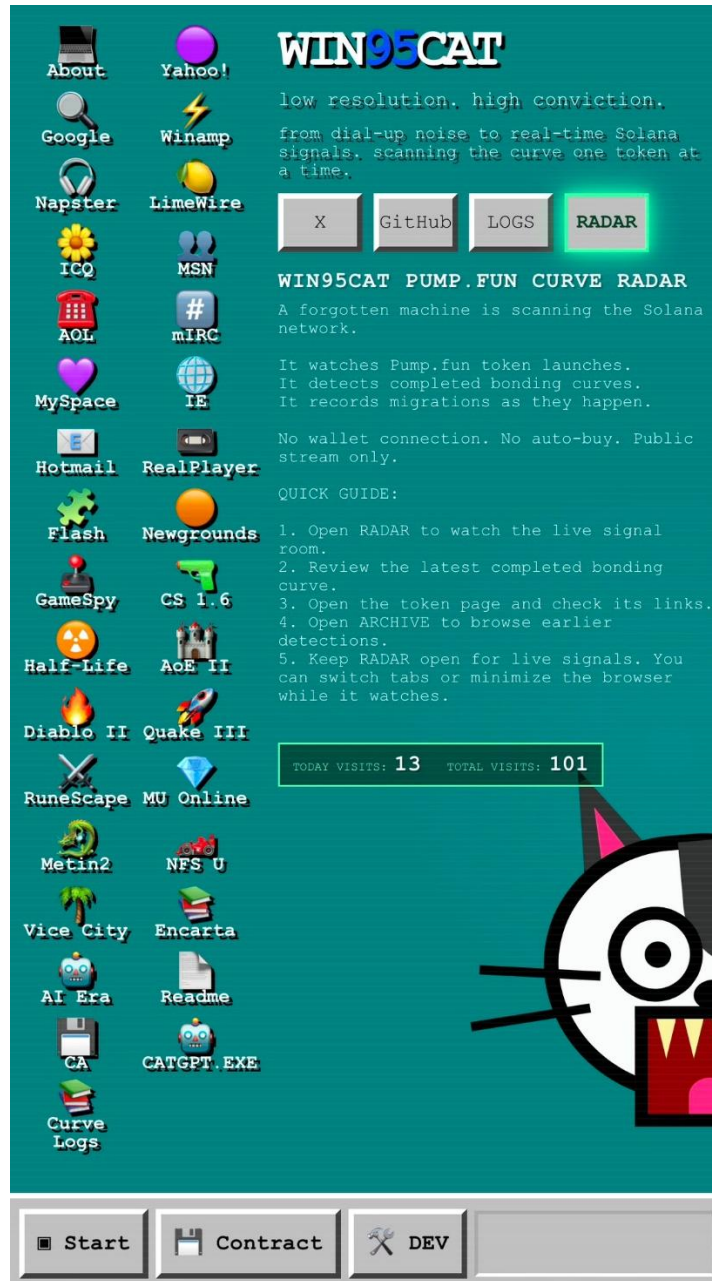 About
Yahoo!
Google
Winamp
Napster
LimeWire
ICQ
MSN
AOL
#
mIRC
MySpace
IE
E
Hotmail
RealPlayer
Flash
Newgrounds
GameSpy
CS 1.6
Half-Life
AoE II
Diablo II
Quake III
RuneScape
MU Online
Metin2
NFS U
Vice City
Encarta
AI Era
Readme
CA
CATGPT.EXE
Curve
Logs
WIN95CAT
low resolution. high conviction.
from dial-up noise to real-time Solana
signals. scanning the curve one token at
a time.
X
GitHub
LOGS
RADAR
WIN95CAT PUMP.FUN CURVE RADAR
A forgotten machine is scanning the Solana
network.
It watches Pump.fun token launches.
It detects completed bonding curves.
It records migrations as they happen.
No wallet connection. No auto-buy. Public
stream only.
QUICK GUIDE:
1. Open RADAR to watch the live signal
room.
2. Review the latest completed bonding
curve.
3. Open the token page and check its links.
4. Open ARCHIVE to browse earlier
detections.
5. Keep RADAR open for live signals. You
can switch tabs or minimize the browser
while it watches.
TODAY VISITS: 13 TOTAL VISITS: 101
Start
Contract
DEV